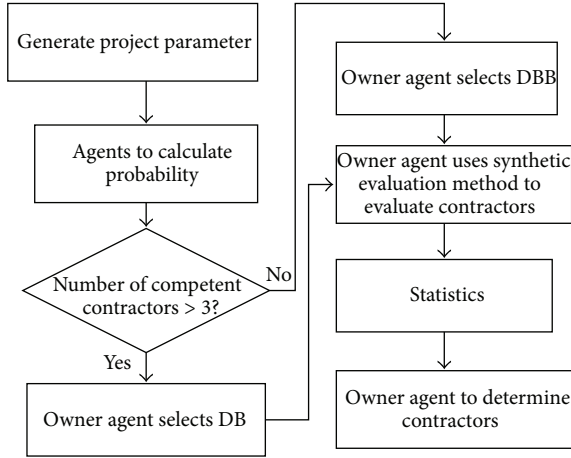 Generate project parameter
Agents to calculate
probability
Number of competent
contractors > 3?
No
Yes
Owner agent selects DB
Owner agent selects DBB
Owner agent uses synthetic
evaluation method to
evaluate contractors
Statistics
Owner agent to determine
contractors